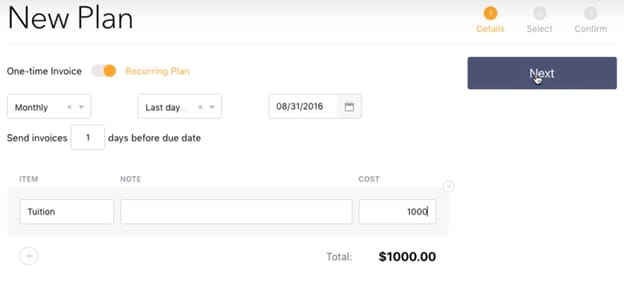 New Plan
1 2 3
Details Select Confirm
One-time Invoice Recurring Plan
Next
Monthly × Last day... × 08/31/2016
Send invoices 1 days before due date
ITEM NOTE COST
×
Tuition 1000
+ Total: $1000.00